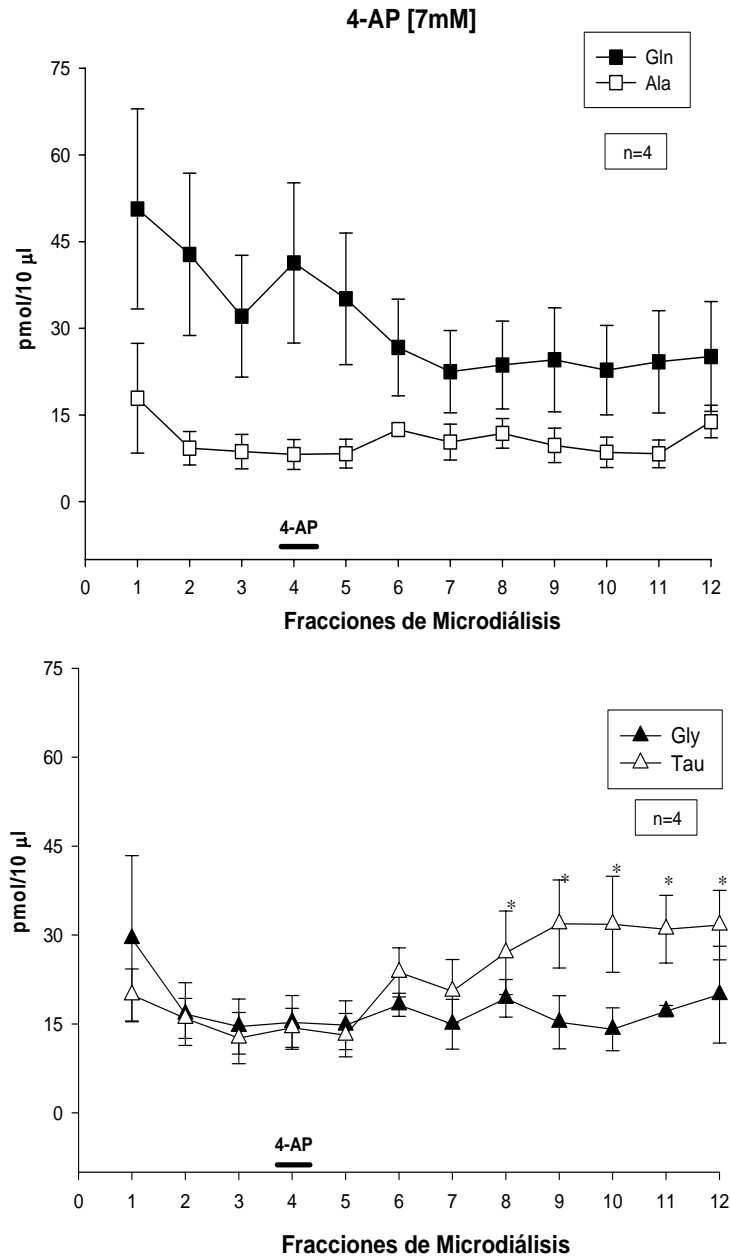 4-AP [7mM]
Gln
Ala
n=4
75
60
45
30
15
0
pmol/10 µl
4-AP
0 1 2 3 4 5 6 7 8 9 10 11 12
Fracciones de Microdiálisis
Gly
Tau
n=4
75
60
45
30
15
0
pmol/10 µl
* * * * *
4-AP
0 1 2 3 4 5 6 7 8 9 10 11 12
Fracciones de Microdiálisis